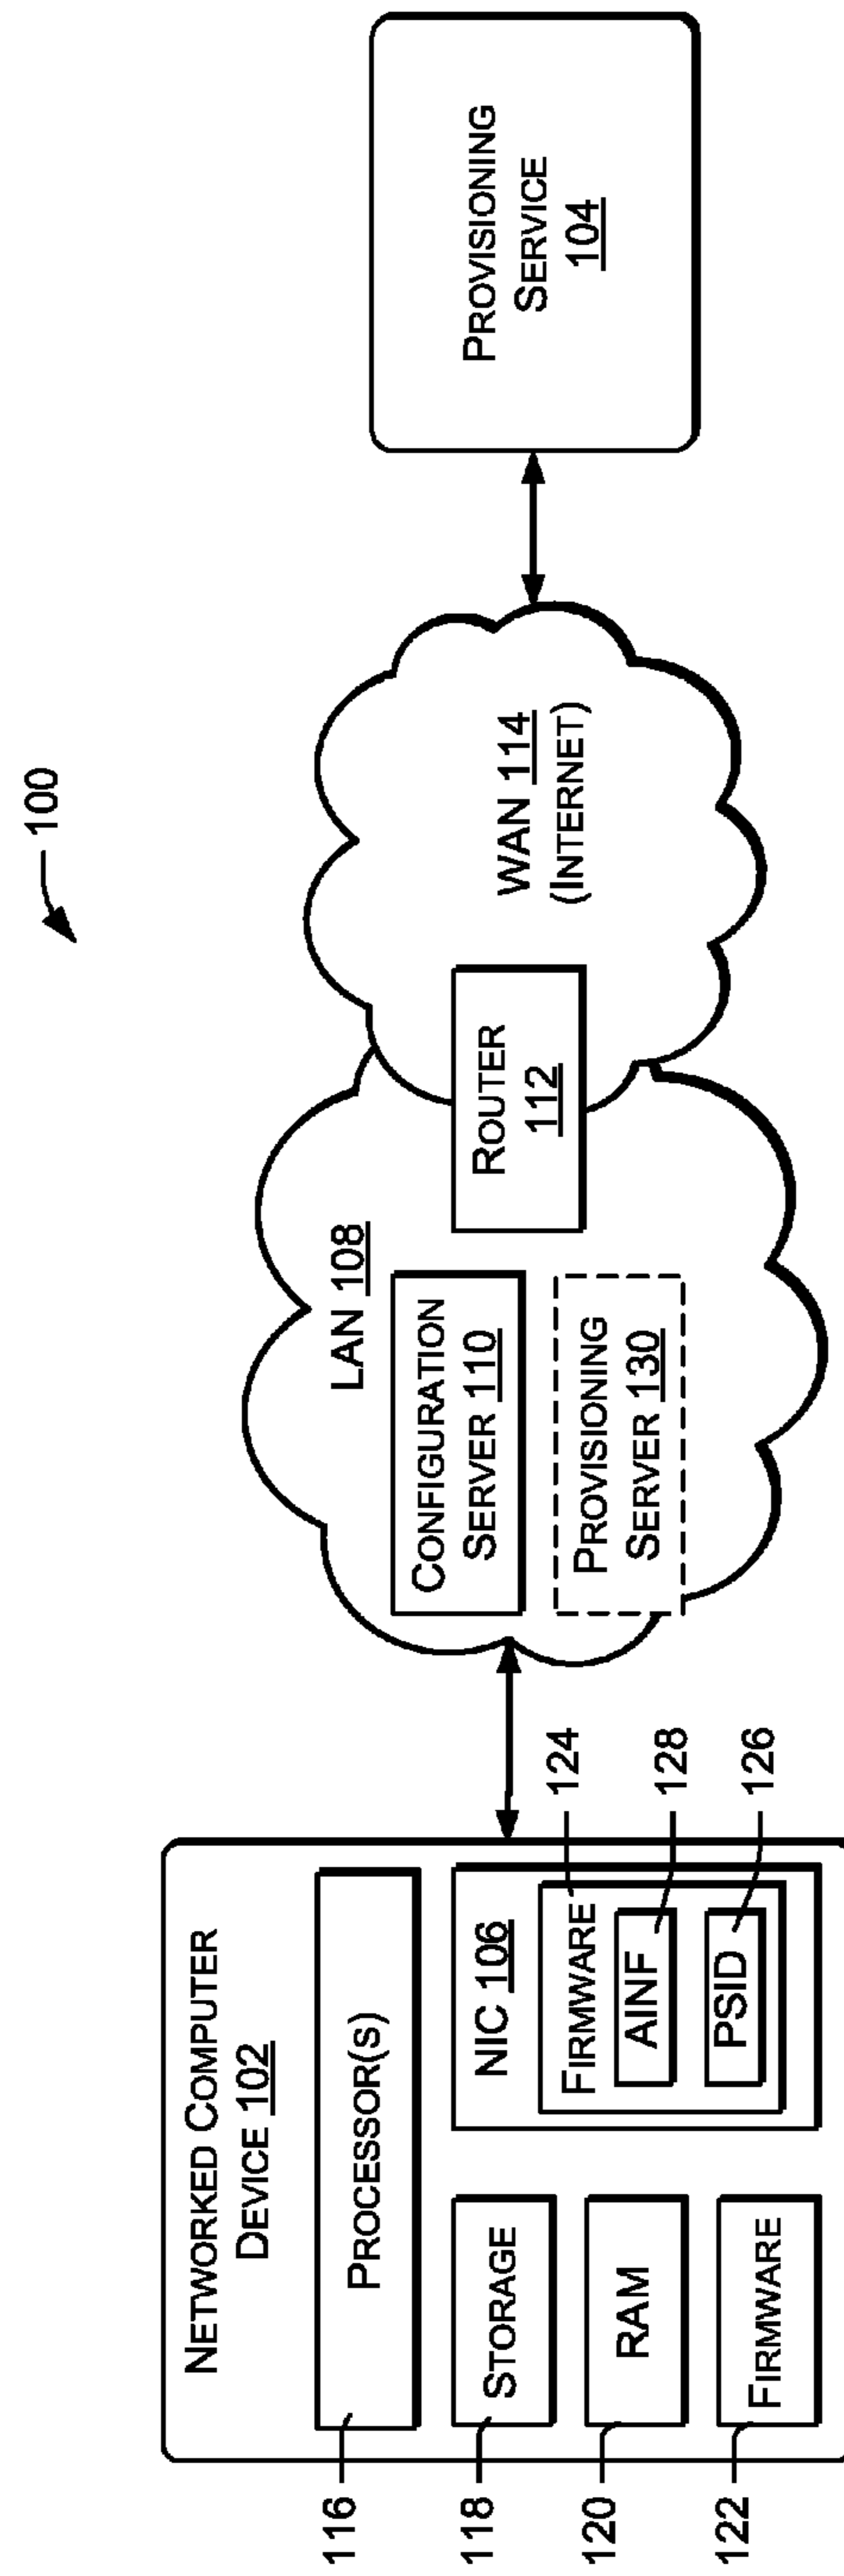 100
NETWORKED COMPUTER
DEVICE 102
PROCESSOR(S)
116
STORAGE
118
RAM
120
FIRMWARE
122
NIC 106
FIRMWARE
124
AINF
128
PSID
126
LAN 108
CONFIGURATION
SERVER 110
PROVISIONING
SERVER 130
ROUTER
112
WAN 114
(INTERNET)
PROVISIONING
SERVICE
104